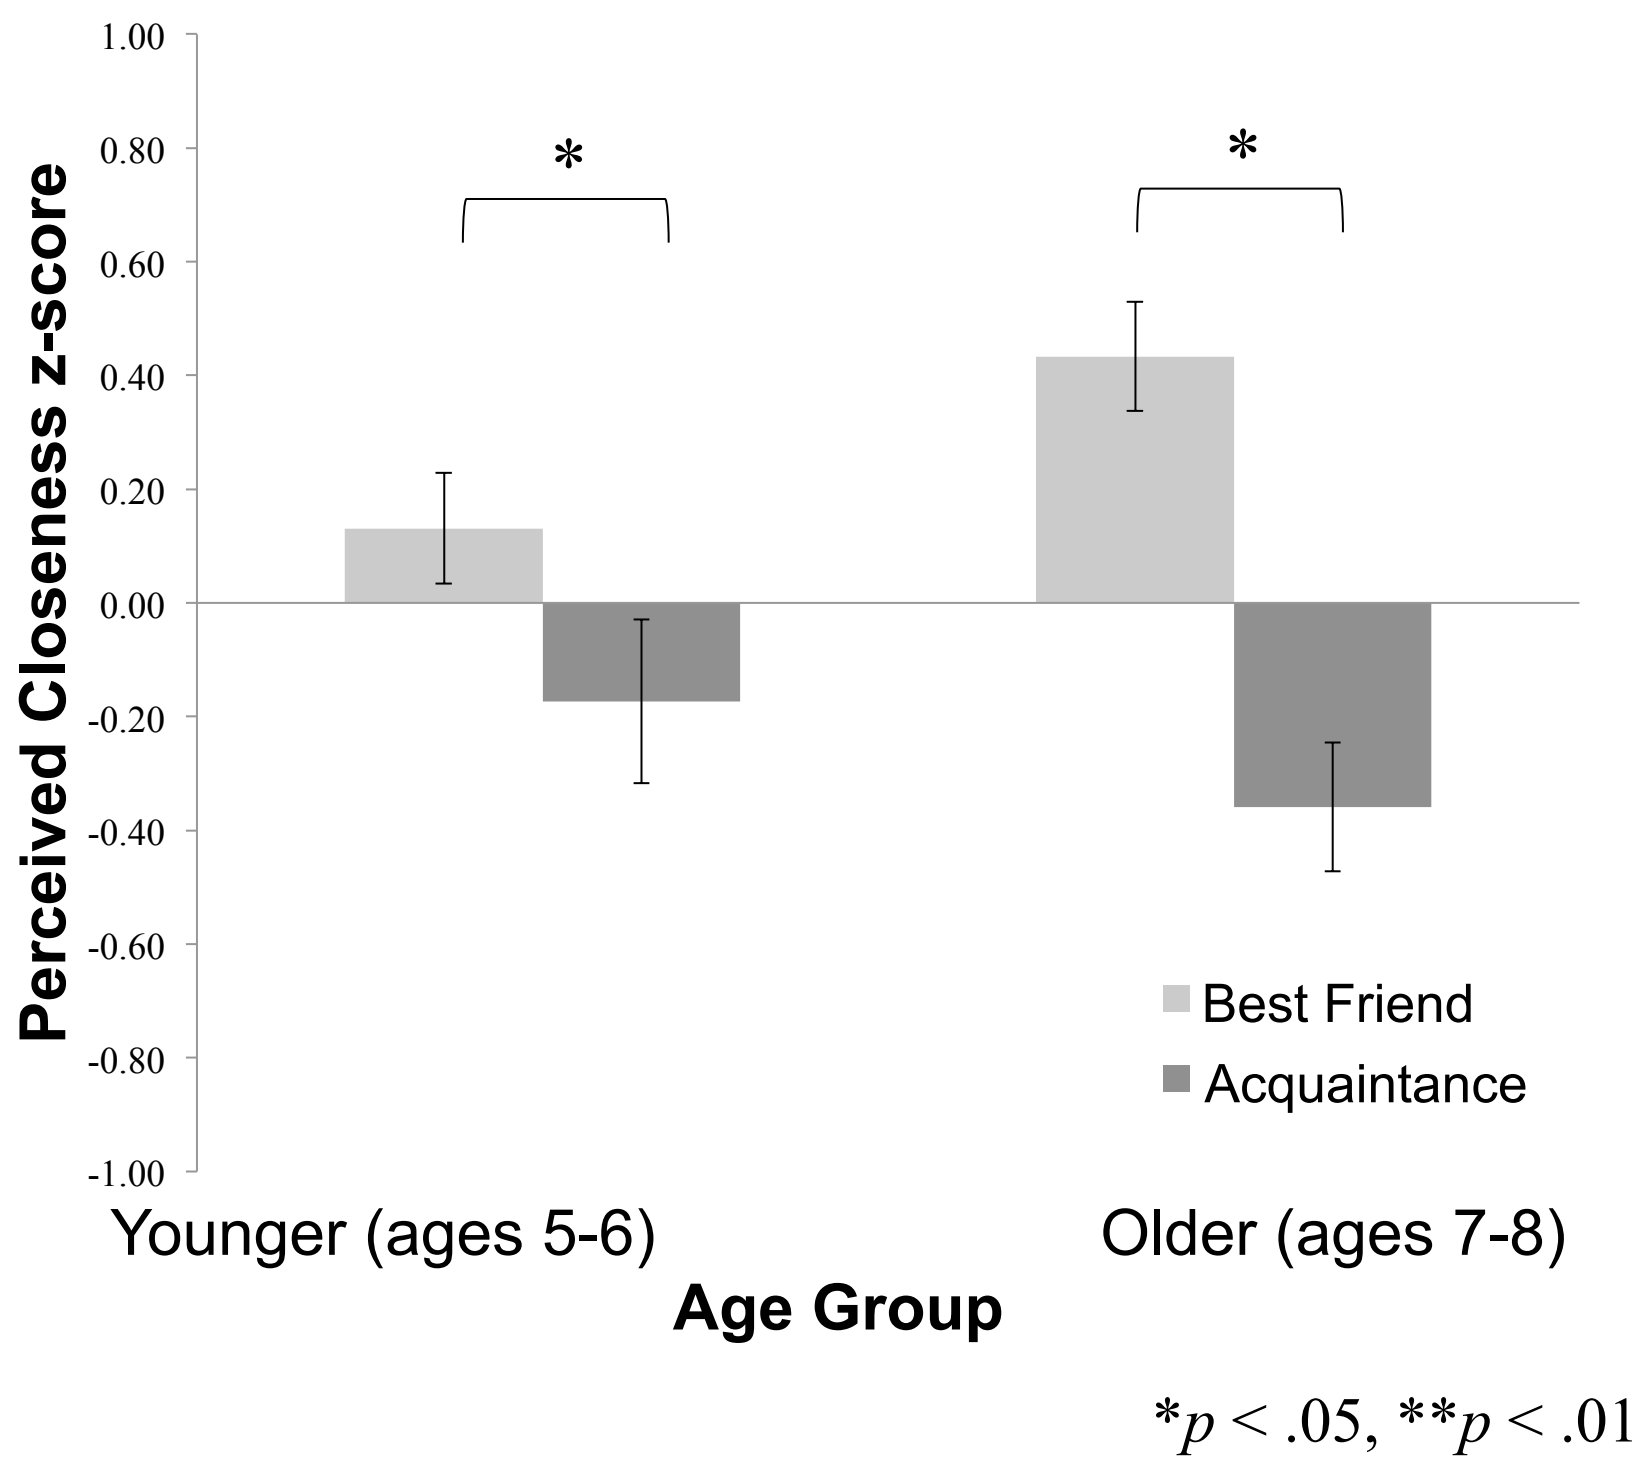 Perceived Closeness z-score
1.00
0.80
0.60
0.40
0.20
0.00
-0.20
-0.40
-0.60
-0.80
-1.00
*
*
Best Friend
Acquaintance
Younger (ages 5-6)
Older (ages 7-8)
Age Group
*p < .05, **p < .01